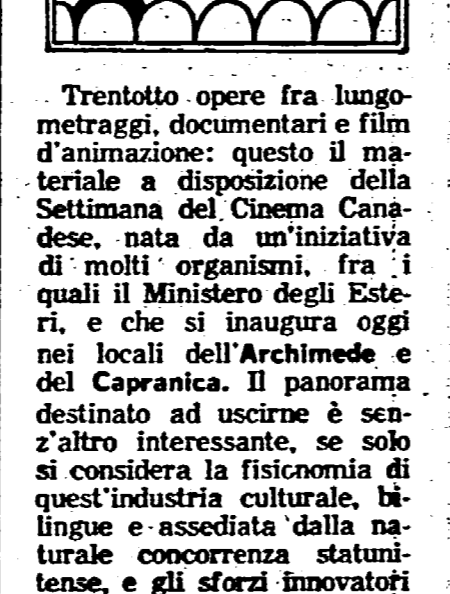 Trentotto opere fra lungo-
metraggi, documentari e film
d'animazione: questo il ma-
teriale a disposizione della
Settimana del Cinema Cana-
dese, nata da un'iniziativa
di molti organismi, fra i
quali il Ministero degli Este-
ri, e che si inaugura oggi
nei locali dell'Archimede e
del Capranica. Il panorama
destinato ad uscirne è sen-
z'altro interessante, se solo
si considera la fisionomia di
quest'industria culturale, bi-
lingue e assediata dalla na-
turale concorrenza statuni-
tense, e gli sforzi innovatori